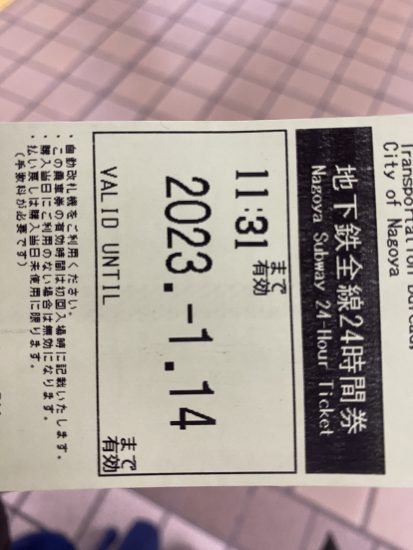 Transportation Bureau
City of Nagoya
地下鉄全線24時間券
Nagoya Subway 24-Hour Ticket
11:31 まで有効
2023.-1.14 まで有効
VALID UNTIL
・自動改札機をご利用ください。
・この乗車券の有効時間は初回入場時に記載いたします。
・購入当日にご利用のない場合は無効になります。
・払い戻しは購入当日未使用に限ります。
(手数料が必要です)